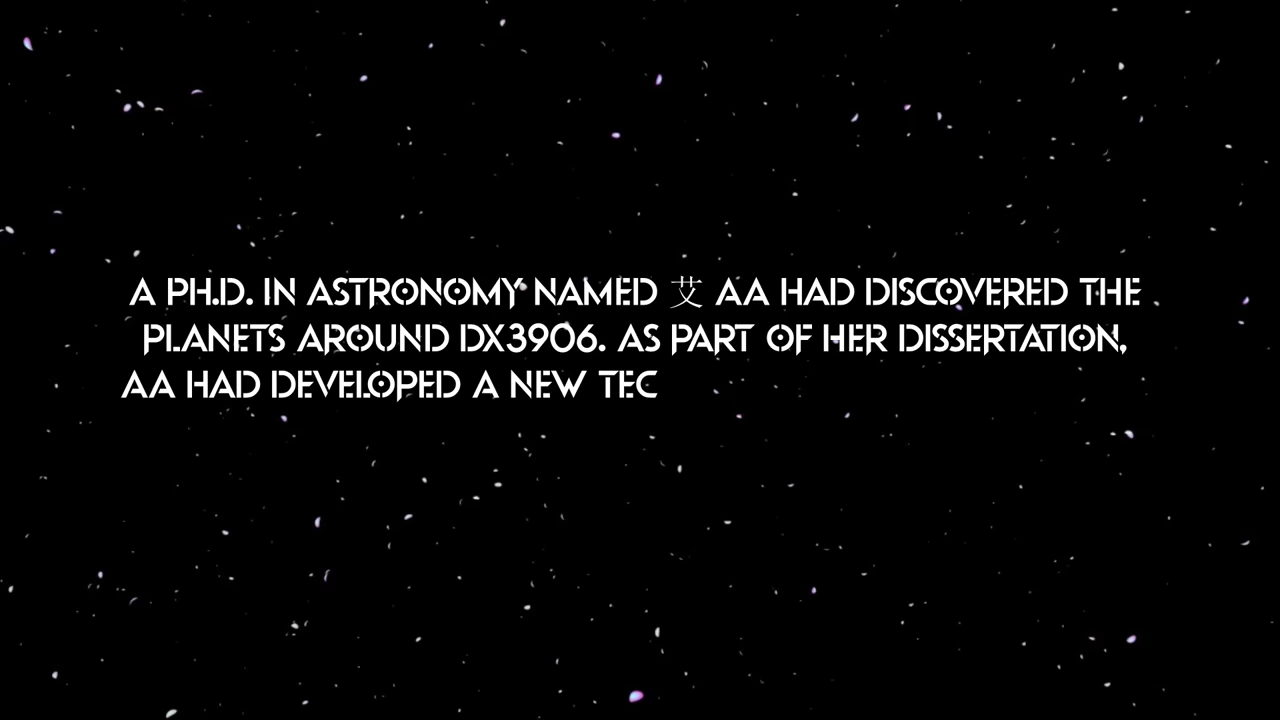 A PH.D. IN ASTRONOMY NAMED 艾 AA HAD DISCOVERED THE
PLANETS AROUND DX3906. AS PART OF HER DISSERTATION,
AA HAD DEVELOPED A NEW TEC